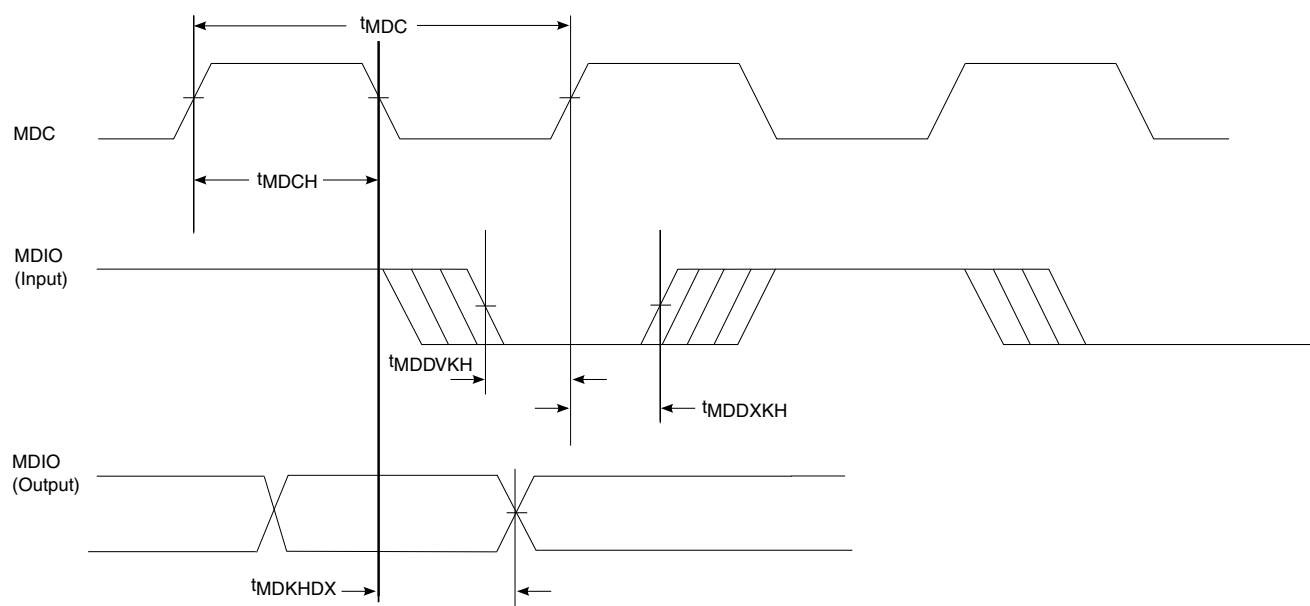 tMDC
MDC
tMDCH
MDIO
(Input)
tMDDVKH
tMDDXKH
MDIO
(Output)
tMDKHDX